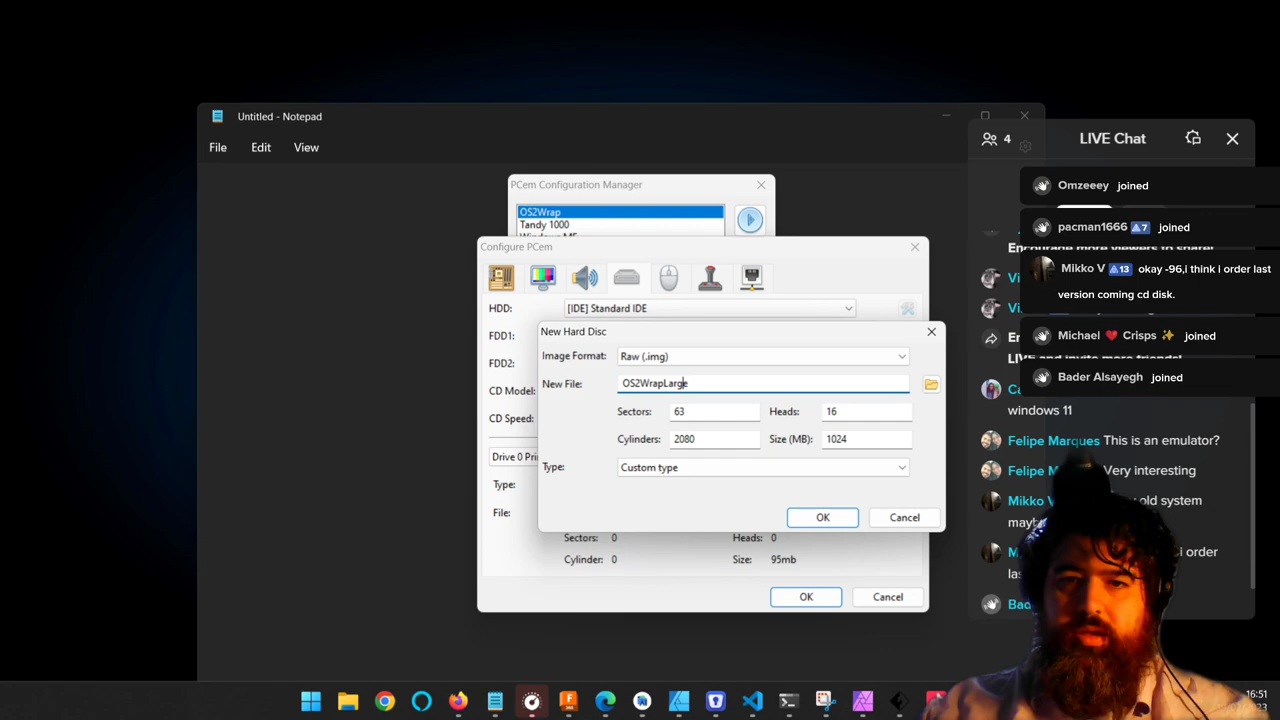 Untitled - Notepad
File Edit View
PCem Configuration Manager
OS2Wrap
Tandy 1000
Configure PCem
HDD: [IDE] Standard IDE
FDD1:
FDD2:
CD Model:
CD Speed:
Type:
File:
Sectors: 0 Heads: 0
Cylinder: 0 Size: 95mb
OK Cancel
New Hard Disc
Image Format: Raw (.img)
New File: OS2WrapLarge
Sectors: 63 Heads: 16
Cylinders: 2080 Size (MB): 1024
Type: Custom type
OK Cancel
4 LIVE Chat
Omzeeey joined
pacman1666 7 joined
Mikko V 13 okay -96,i think i order last
version coming cd disk.
Michael ❤️ Crisps ✨ joined
Bader Alsayegh joined
windows 11
Felipe Marques This is an emulator?
Very interesting
old system
i order
16:51